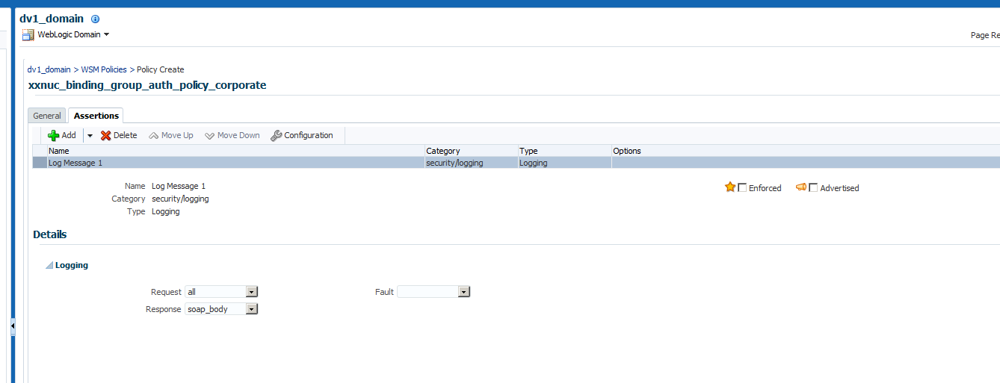 dv1_domain
WebLogic Domain
Page Re
dv1_domain > WSM Policies > Policy Create
xxnuc_binding_group_auth_policy_corporate
General Assertions
Add Delete Move Up Move Down Configuration
Name Category Type Options
Log Message 1 security/logging Logging
Name Log Message 1 Enforced Advertised
Category security/logging
Type Logging
Details
Logging
Request all Fault
Response soap_body